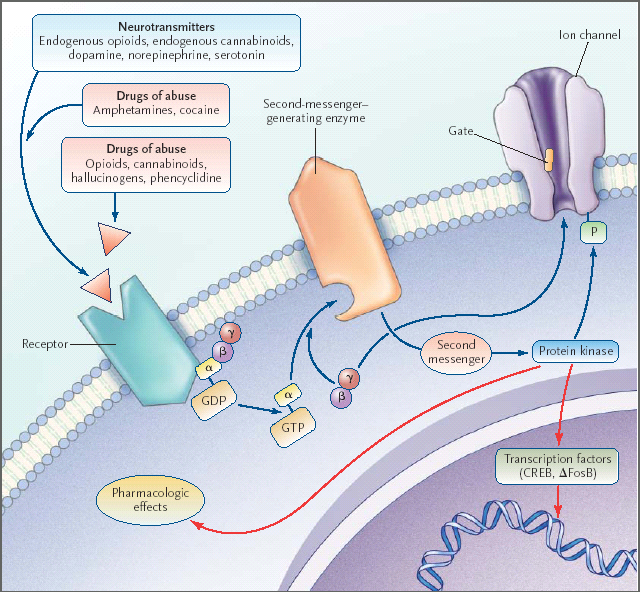 Neurotransmitters
Endogenous opioids, endogenous cannabinoids,
dopamine, norepinephrine, serotonin
Ion channel
Drugs of abuse
Amphetamines, cocaine
Second-messenger–
generating enzyme
Gate
Drugs of abuse
Opioids, cannabinoids,
hallucinogens, phencyclidine
P
Receptor
γ
β
α
GDP
α
GTP
γ
β
Second
messenger
Protein kinase
Transcription factors
(CREB, ΔFosB)
Pharmacologic
effects